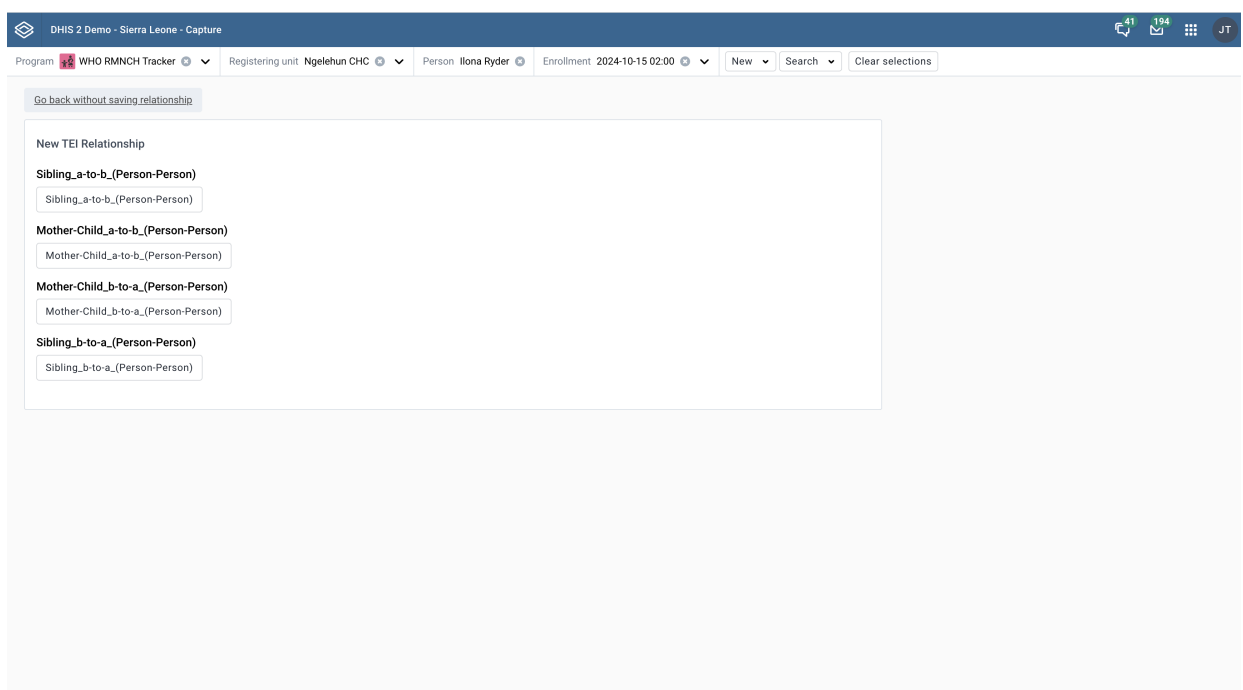 DHIS 2 Demo - Sierra Leone - Capture 41 194 JT
Program WHO RMNCH Tracker Registering unit Ngelehun CHC Person Ilona Ryder Enrollment 2024-10-15 02:00 New Search Clear selections
Go back without saving relationship
New TEI Relationship
Sibling_a-to-b_(Person-Person)
Sibling_a-to-b_(Person-Person)
Mother-Child_a-to-b_(Person-Person)
Mother-Child_a-to-b_(Person-Person)
Mother-Child_b-to-a_(Person-Person)
Mother-Child_b-to-a_(Person-Person)
Sibling_b-to-a_(Person-Person)
Sibling_b-to-a_(Person-Person)